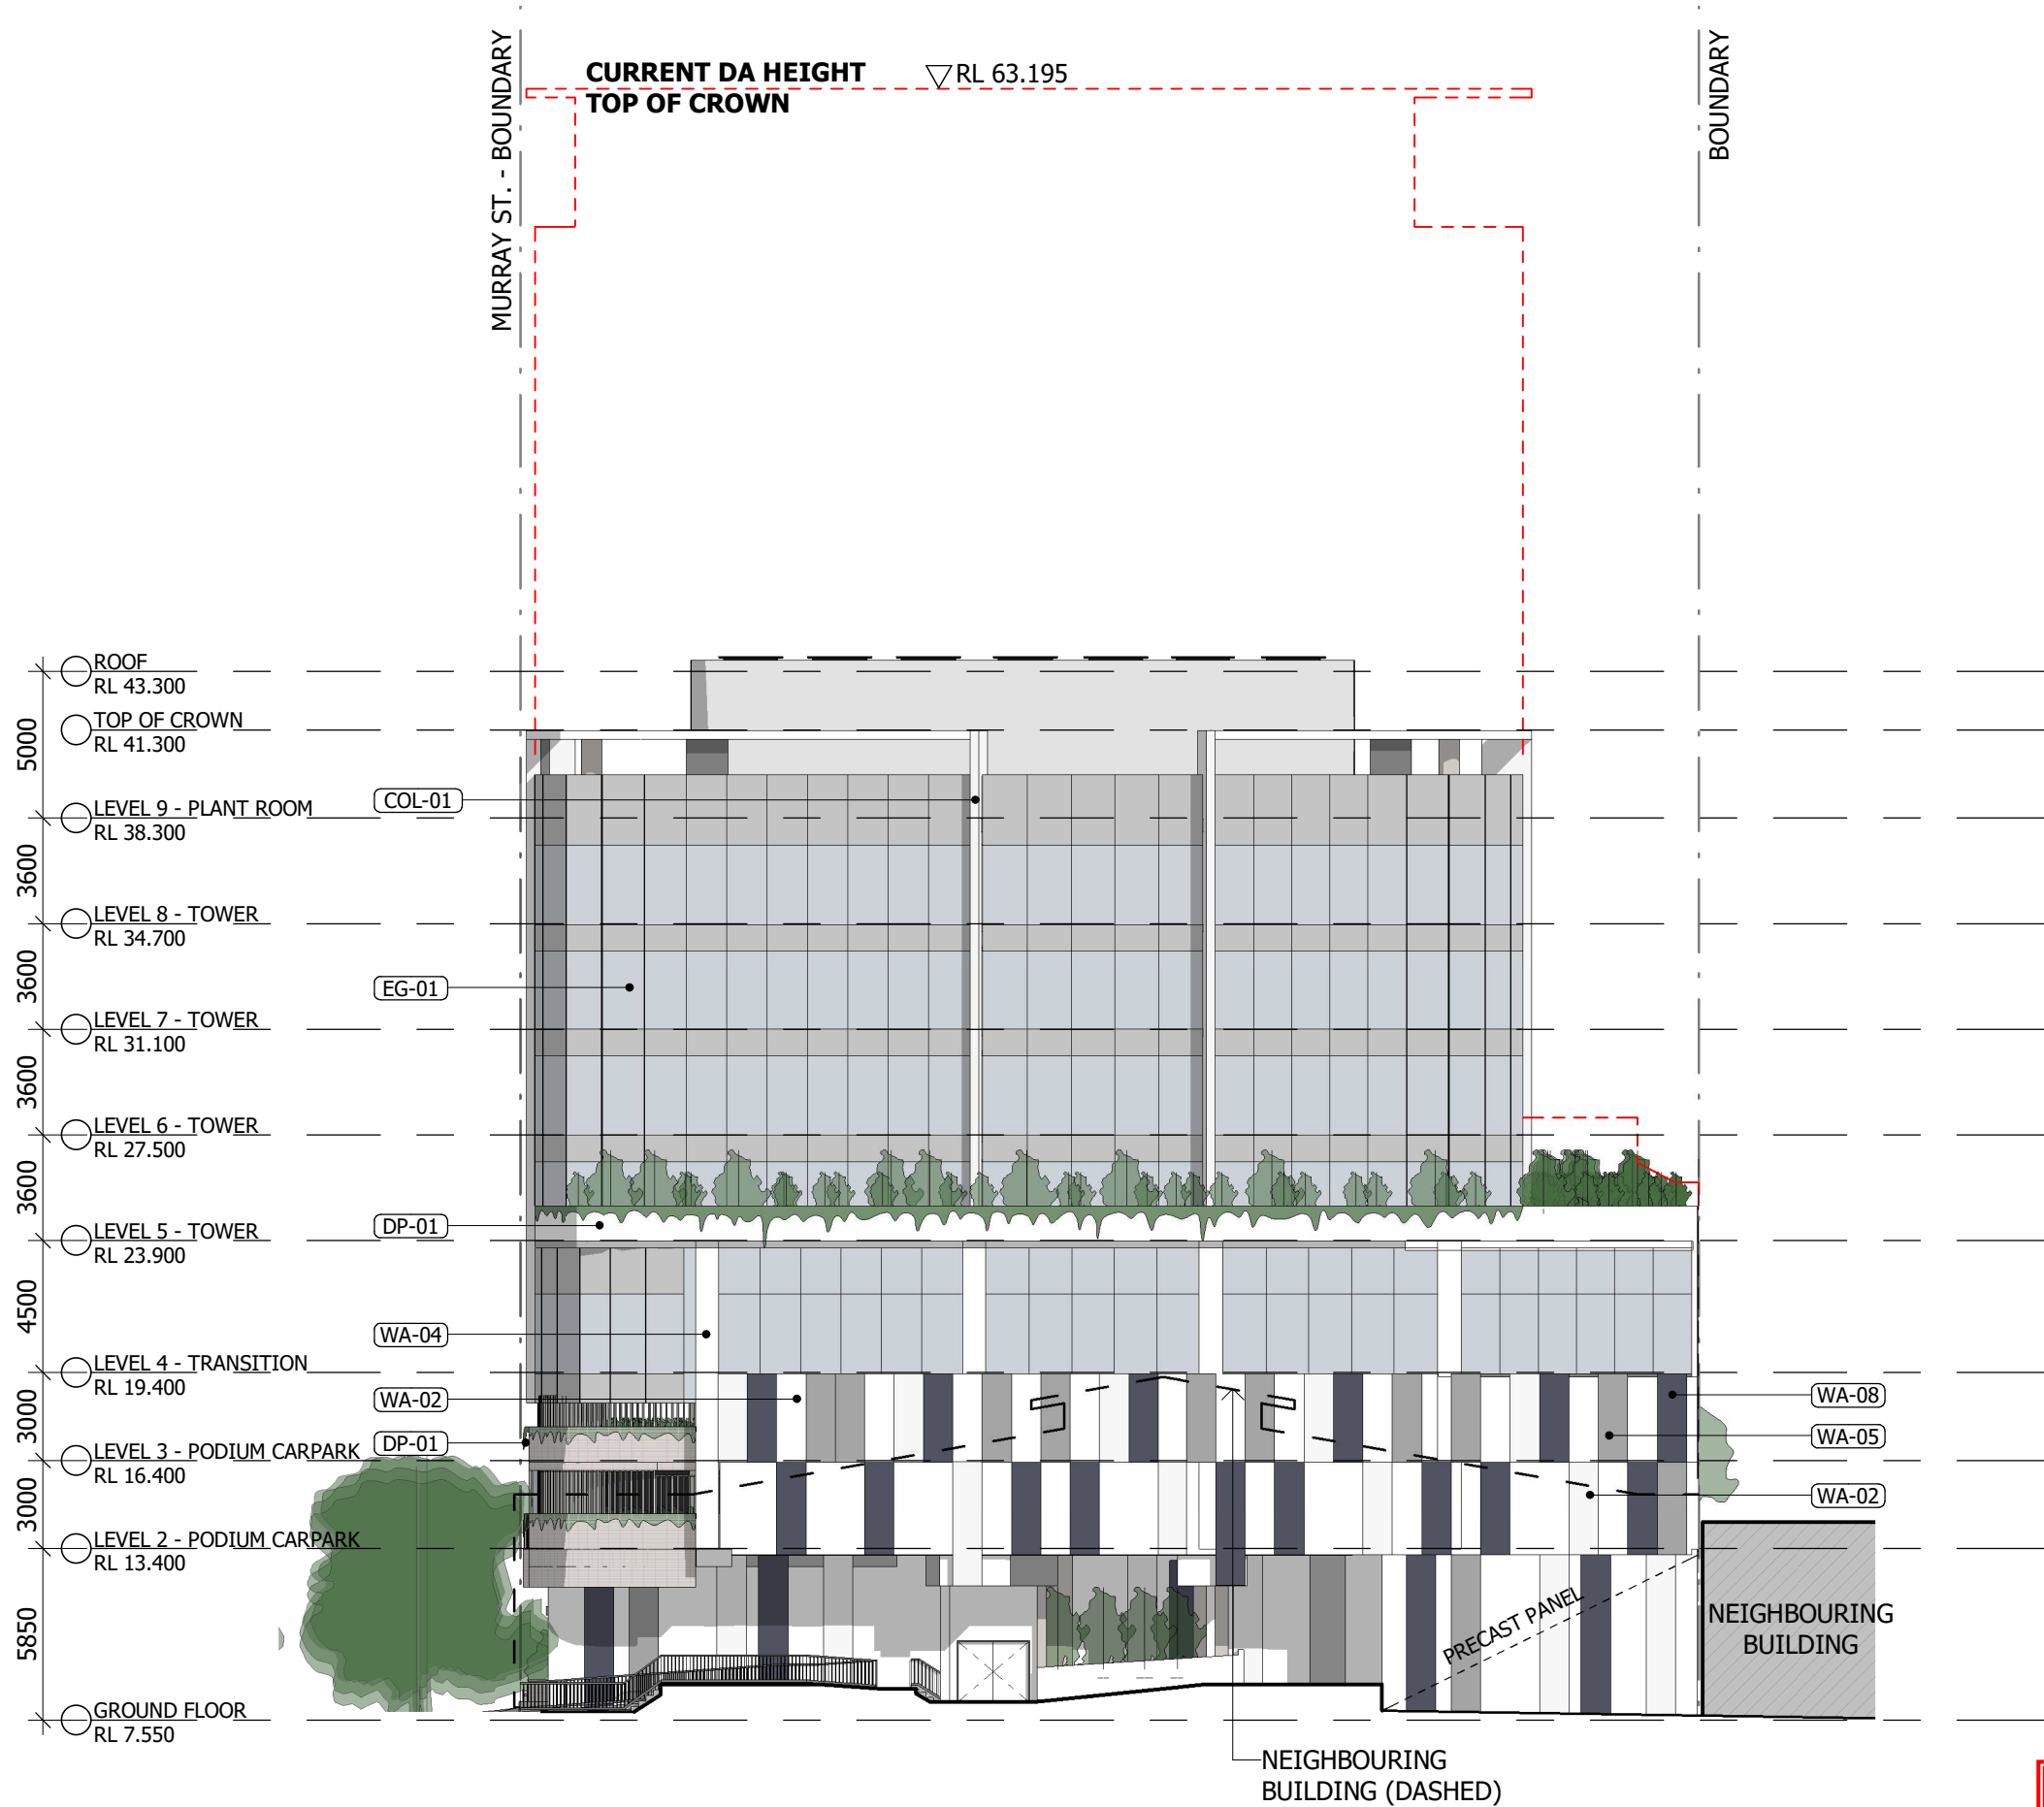 MURRAY ST. - BOUNDARY
CURRENT DA HEIGHT
TOP OF CROWN
RL 63.195
BOUNDARY
ROOF
RL 43.300
TOP OF CROWN
RL 41.300
5000
COL-01
LEVEL 9 - PLANT ROOM
RL 38.300
3600
LEVEL 8 - TOWER
RL 34.700
3600
EG-01
LEVEL 7 - TOWER
RL 31.100
3600
LEVEL 6 - TOWER
RL 27.500
3600
DP-01
LEVEL 5 - TOWER
RL 23.900
4500
WA-04
LEVEL 4 - TRANSITION
RL 19.400
WA-02
WA-08
3000
DP-01
WA-05
LEVEL 3 - PODIUM CARPARK
RL 16.400
3000
WA-02
LEVEL 2 - PODIUM CARPARK
RL 13.400
5850
PRECAST PANEL
NEIGHBOURING
BUILDING
GROUND FLOOR
RL 7.550
NEIGHBOURING
BUILDING (DASHED)